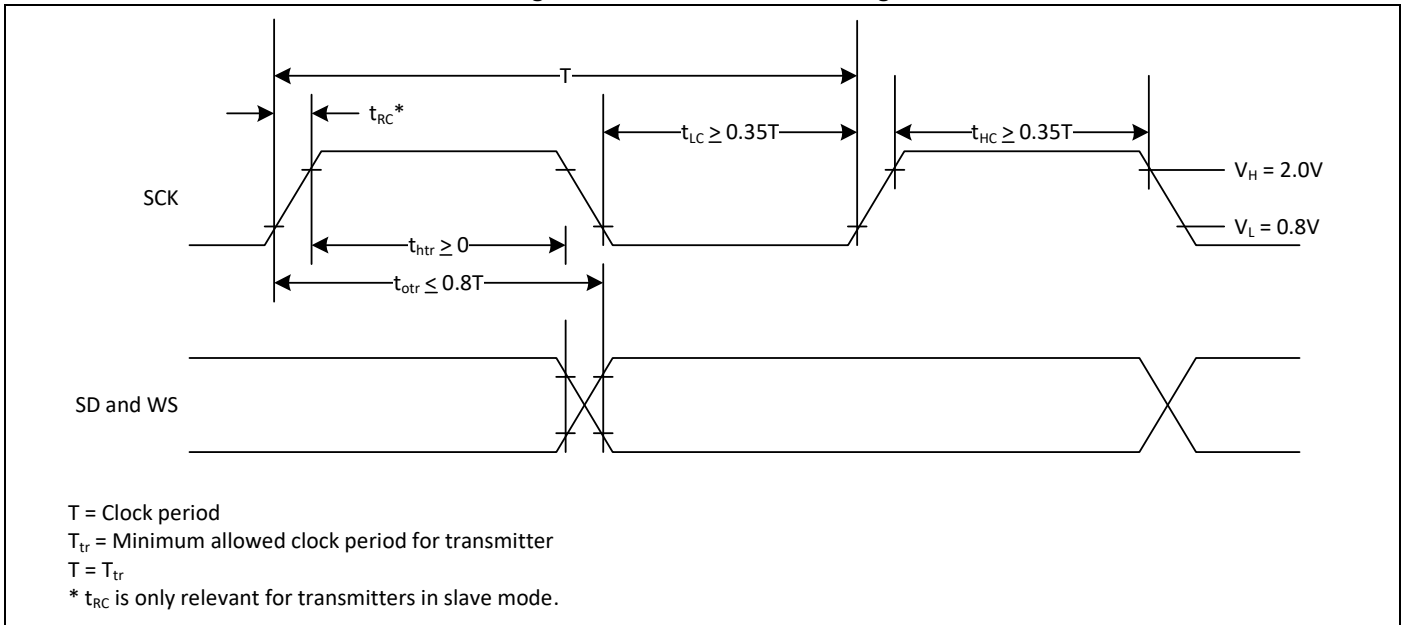 T
t_RC*
t_LC ≥ 0.35T
t_HC ≥ 0.35T
SCK
V_H = 2.0V
t_htr ≥ 0
V_L = 0.8V
t_otr ≤ 0.8T
SD and WS
T = Clock period
T_tr = Minimum allowed clock period for transmitter
T = T_tr
* t_RC is only relevant for transmitters in slave mode.